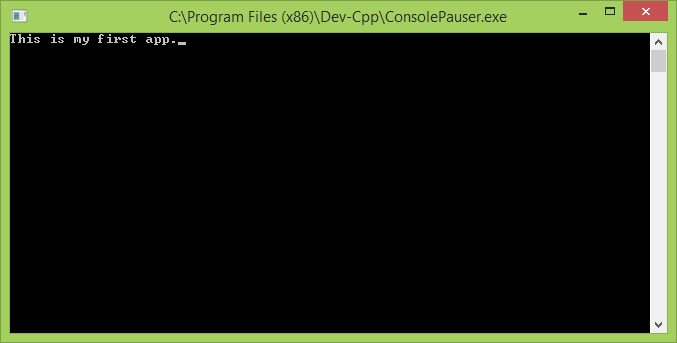 C:\Program Files (x86)\Dev-Cpp\ConsolePauser.exe
This is my first app.